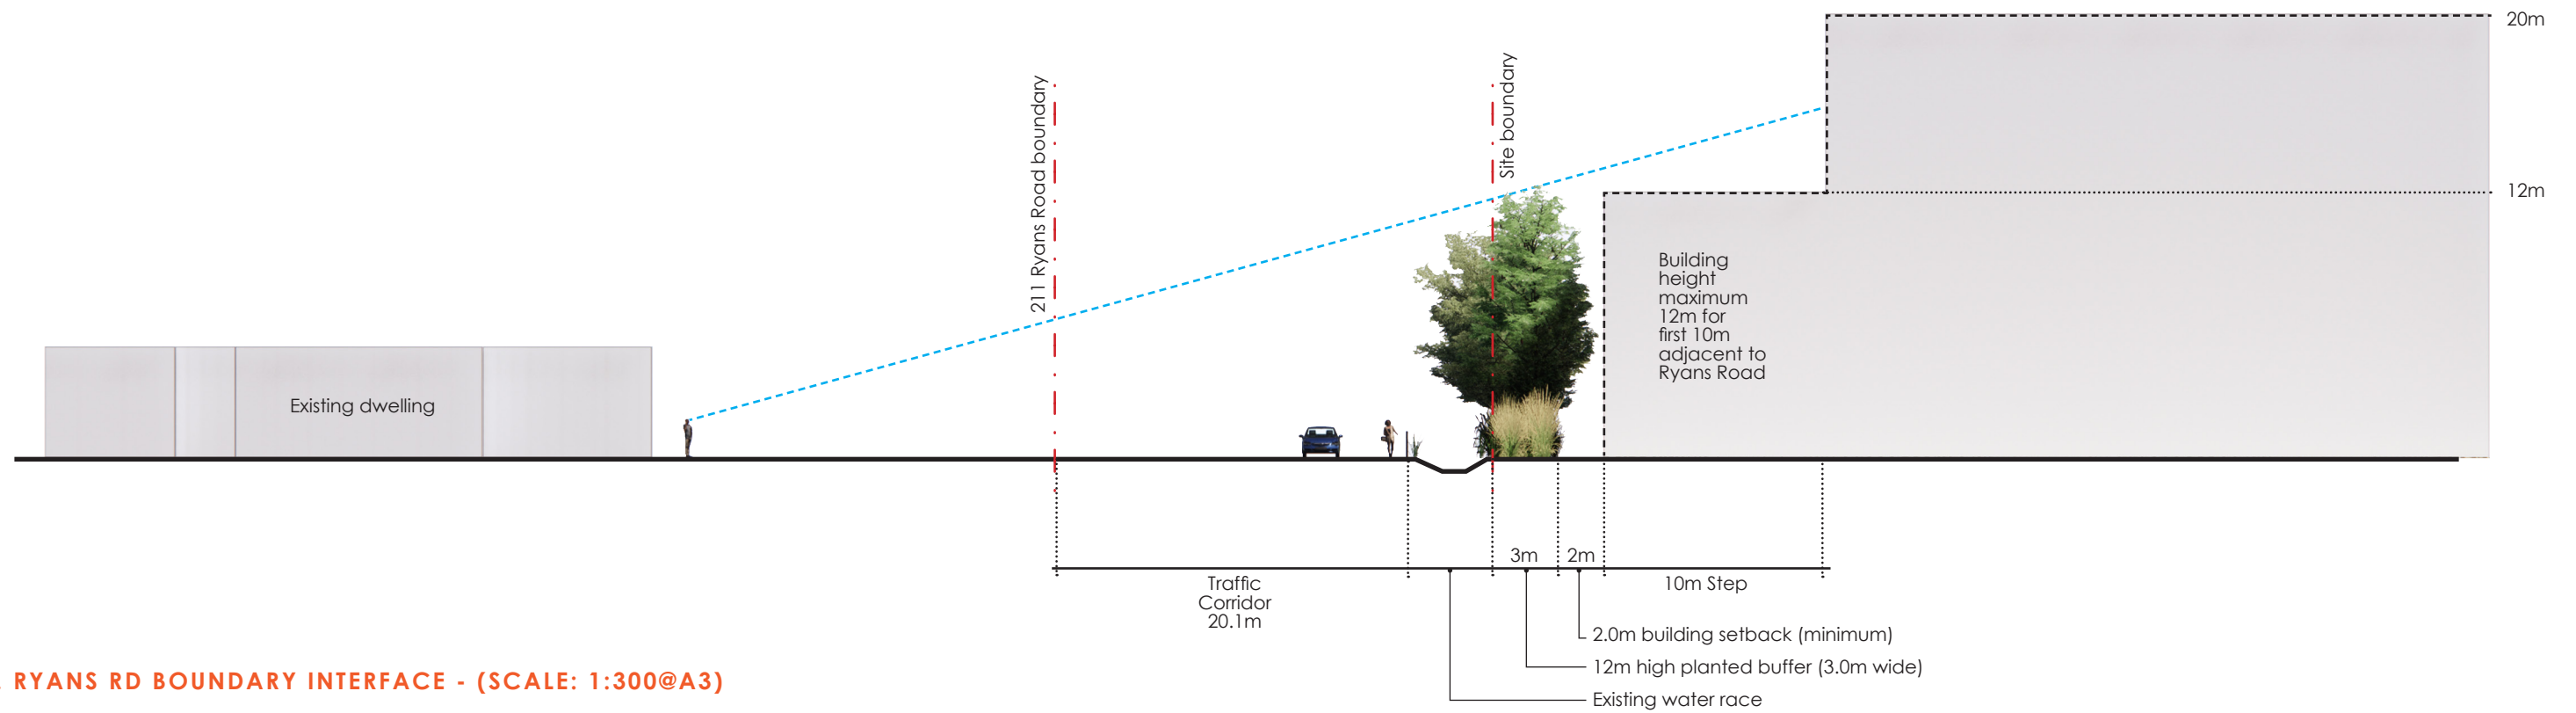 20m
211 Ryans Road boundary
Site boundary
12m
Building
height
maximum
12m for
first 10m
adjacent to
Ryans Road
Existing dwelling
3m
2m
Traffic
Corridor
20.1m
10m Step
2.0m building setback (minimum)
12m high planted buffer (3.0m wide)
Existing water race
RYANS RD BOUNDARY INTERFACE - (SCALE: 1:300@A3)